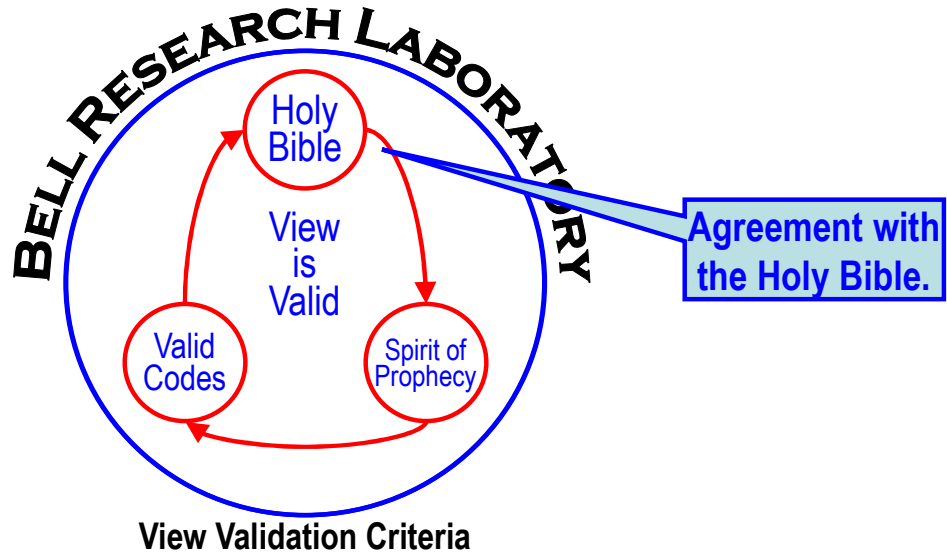 BELL RESEARCH LABORATORY
Holy
Bible
View
is
Valid
Agreement with
the Holy Bible.
Valid
Codes
Spirit of
Prophecy
View Validation Criteria